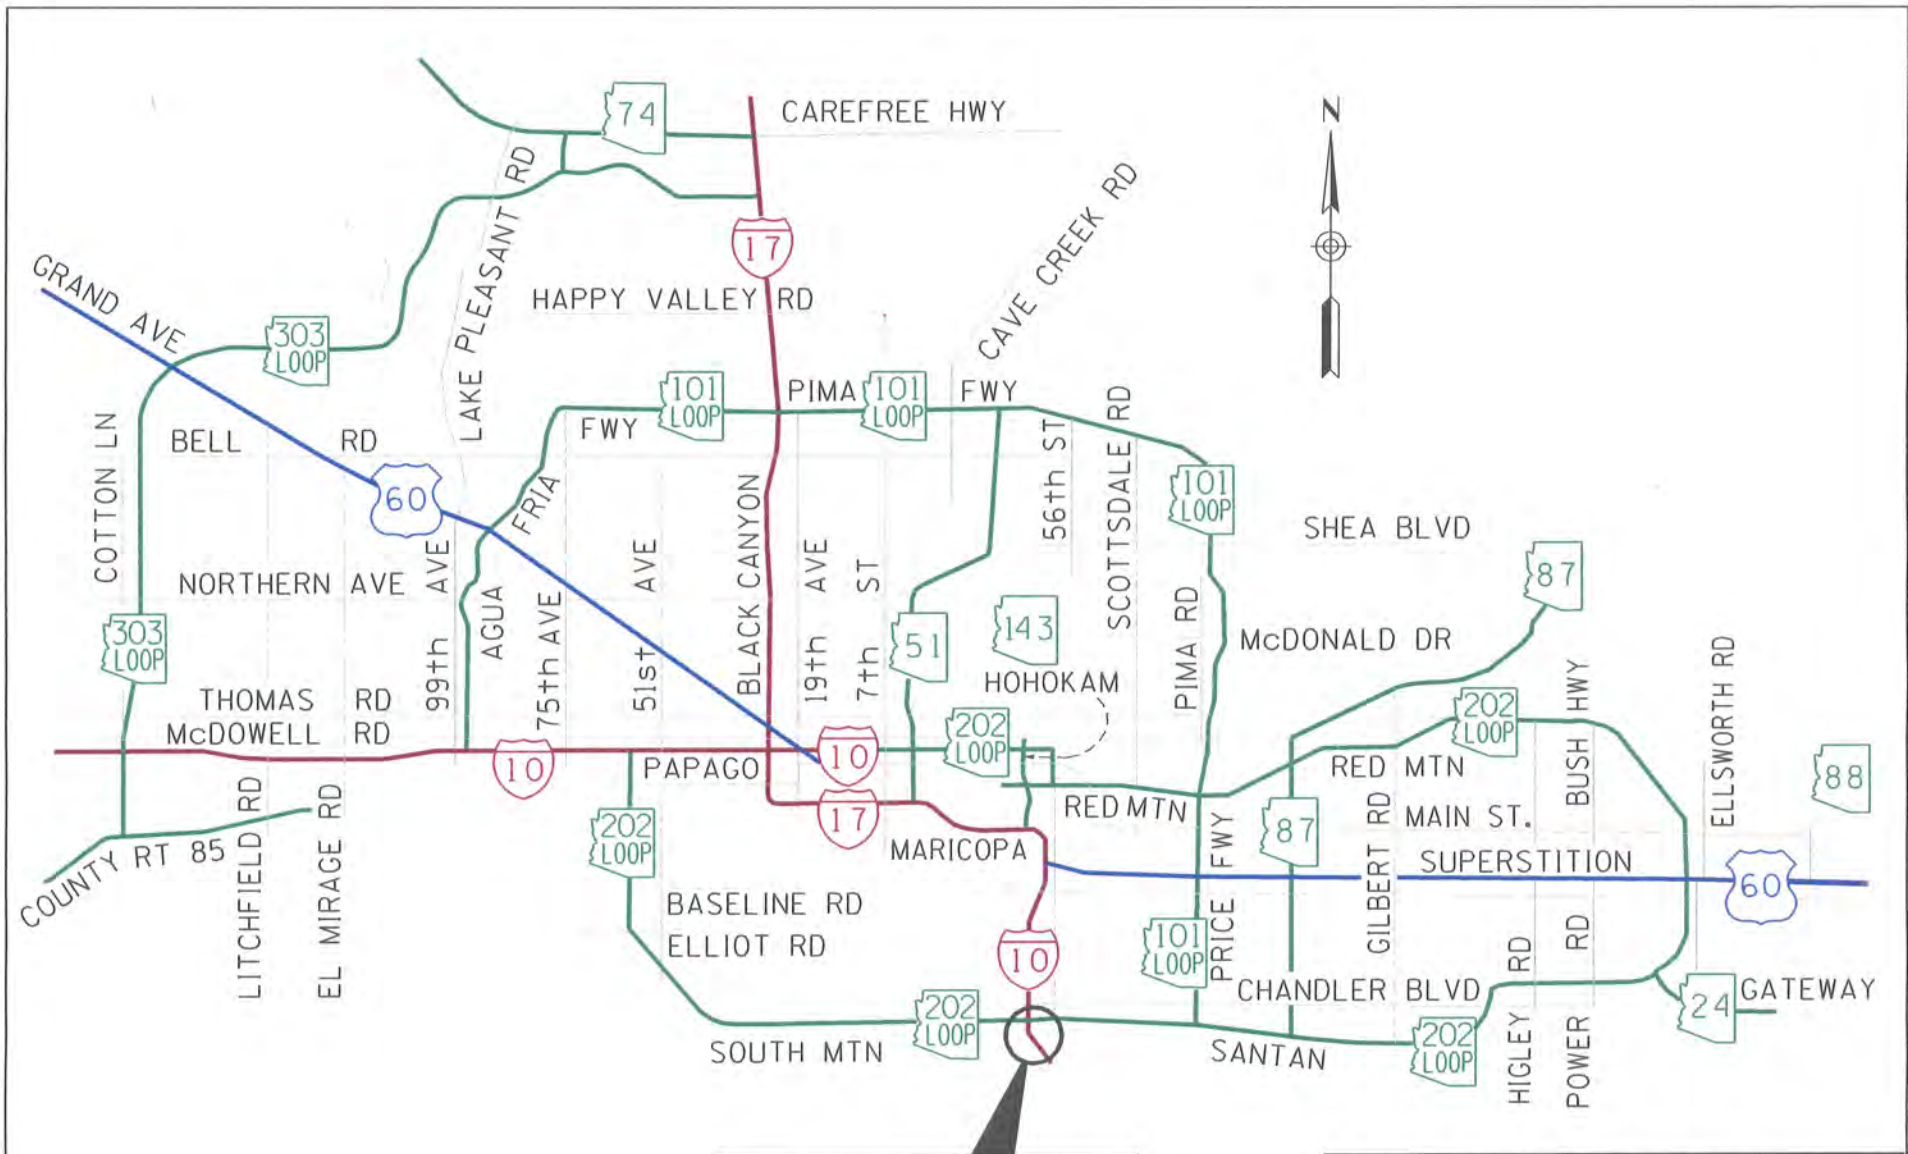 74
CAREFREE HWY
N
LAKE PLEASANT RD
17
CAVE CREEK RD
GRAND AVE
HAPPY VALLEY RD
303
LOOP
101
LOOP
PIMA
101
LOOP
FWY
FWY
COTTON LN
BELL RD
60
AGUA FRIA
BLACK CANYON
56th ST
SCOTTSDALE RD
101
LOOP
SHEA BLVD
NORTHERN AVE
99th AVE
75th AVE
51st AVE
19th AVE
7th ST
87
303
LOOP
51
143
PIMA RD
McDONALD DR
HOHOKAM
THOMAS RD
McDOWELL RD
10
PAPAGO
10
202
LOOP
202
LOOP
RED MTN
BUSH HWY
ELLSWORTH RD
88
LITCHFIELD RD
EL MIRAGE RD
202
LOOP
17
MARICOPA
RED MTN
PRICE FWY
87
GILBERT RD
MAIN ST.
SUPERSTITION
60
COUNTY RT 85
BASELINE RD
ELLIOT RD
10
101
LOOP
CHANDLER BLVD
HIGLEY RD
POWER RD
24
GATEWAY
SOUTH MTN
202
LOOP
SANTAN
202
LOOP